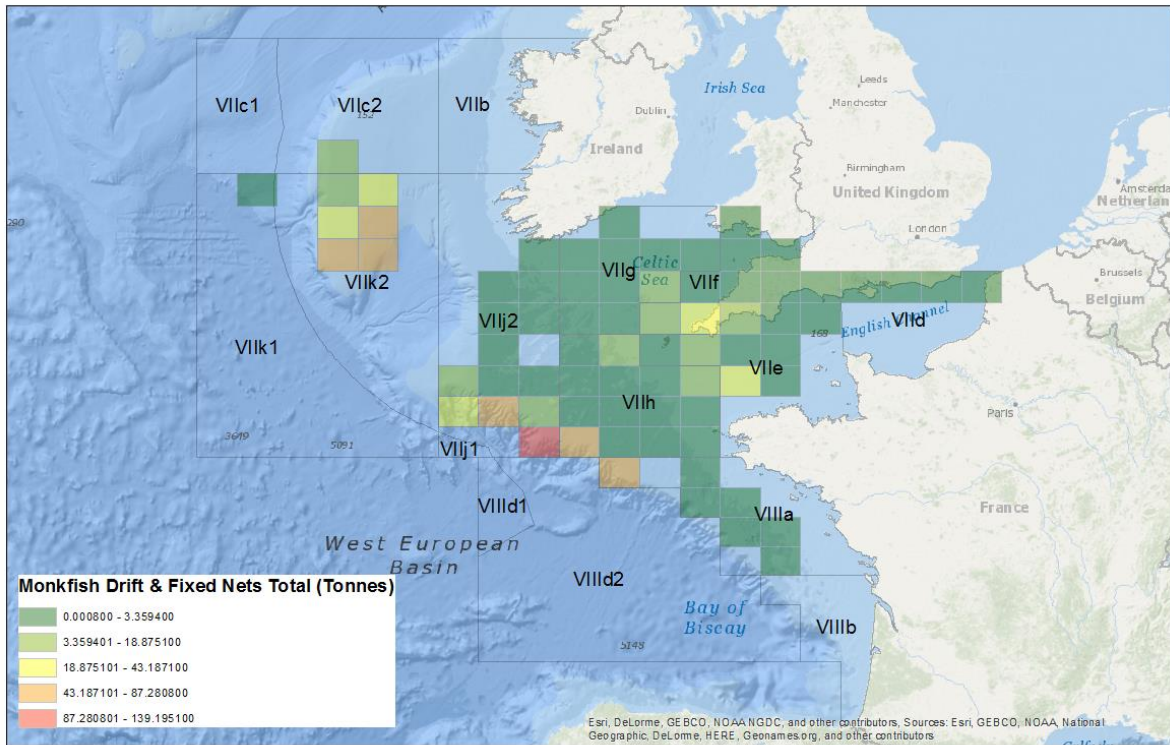 VIIc1
VIIc2
VIIb
152
Irish Sea
Leeds
Manchester
Dublin
Ireland
Birmingham
United Kingdom
London
Amsterdam
Netherland
Brussels
Belgium
290
VIIk2
VIIk1
VIIg
Celtic
Sea
VIIf
VIIj2
English Channel
VIId
168
VIIe
VIIh
Paris
3649
5091
VIIj1
VIIId1
VIIIa
France
West European
Basin
VIIId2
Bay of
Biscay
VIIIb
5148
Monkfish Drift & Fixed Nets Total (Tonnes)
0.000800 - 3.359400
3.359401 - 18.875100
18.875101 - 43.187100
43.187101 - 87.280800
87.280801 - 139.195100
Esri, DeLorme, GEBCO, NOAA NGDC, and other contributors, Sources: Esri, GEBCO, NOAA, National
Geographic, DeLorme, HERE, Geonames.org, and other contributors